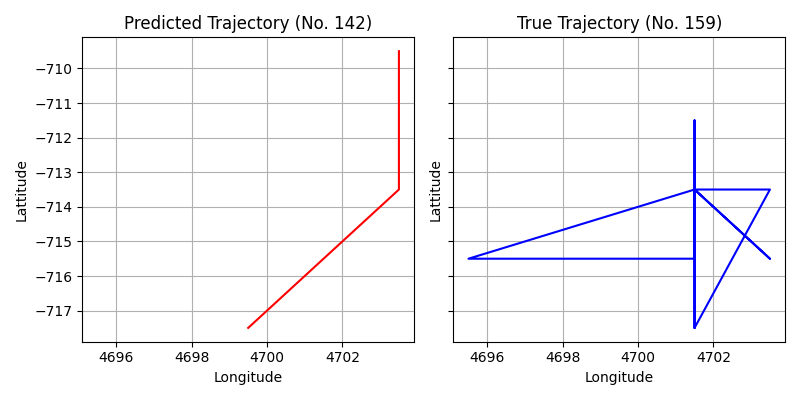 Predicted Trajectory (No. 142)
True Trajectory (No. 159)
−710
−711
−712
−713
−714
−715
−716
−717
Lattitude
Lattitude
4696 4698 4700 4702
4696 4698 4700 4702
Longitude
Longitude